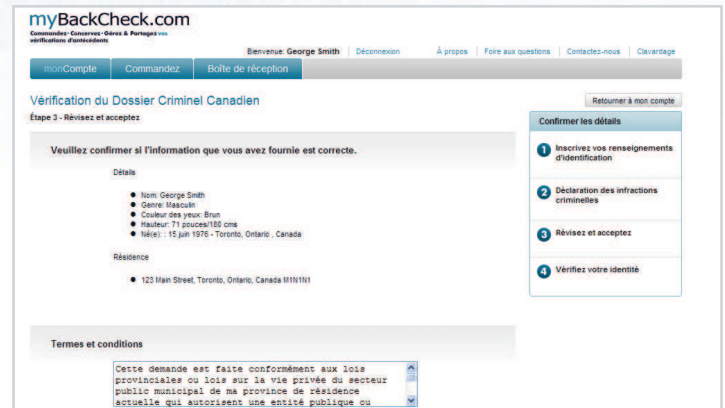 myBackCheck.com
Commandez · Conservez · Gérez & Partagez vos
vérifications d'antécédents
Bienvenue: George Smith
Déconnexion
À propos
Foire aux questions
Contactez-nous
Clavardage
monCompte
Commandez
Boîte de réception
Vérification du Dossier Criminel Canadien
Retourner à mon compte
Étape 3 - Révisez et acceptez
Confirmer les détails
Veuillez confirmer si l'information que vous avez fournie est correcte.
1 Inscrivez vos renseignements
d'identification
Détails
Nom: George Smith
Genre: Masculin
Couleur des yeux: Brun
Hauteur: 71 pouces/180 cms
Né(e): : 15 juin 1976 - Toronto, Ontario , Canada
2 Déclaration des infractions
criminelles
3 Révisez et acceptez
Résidence
123 Main Street, Toronto, Ontario, Canada M1N1N1
4 Vérifiez votre identité
Termes et conditions
Cette demande est faite conformément aux lois
provinciales ou lois sur la vie privée du secteur
public municipal de ma province de résidence
actuelle qui autorisent une entité publique ou